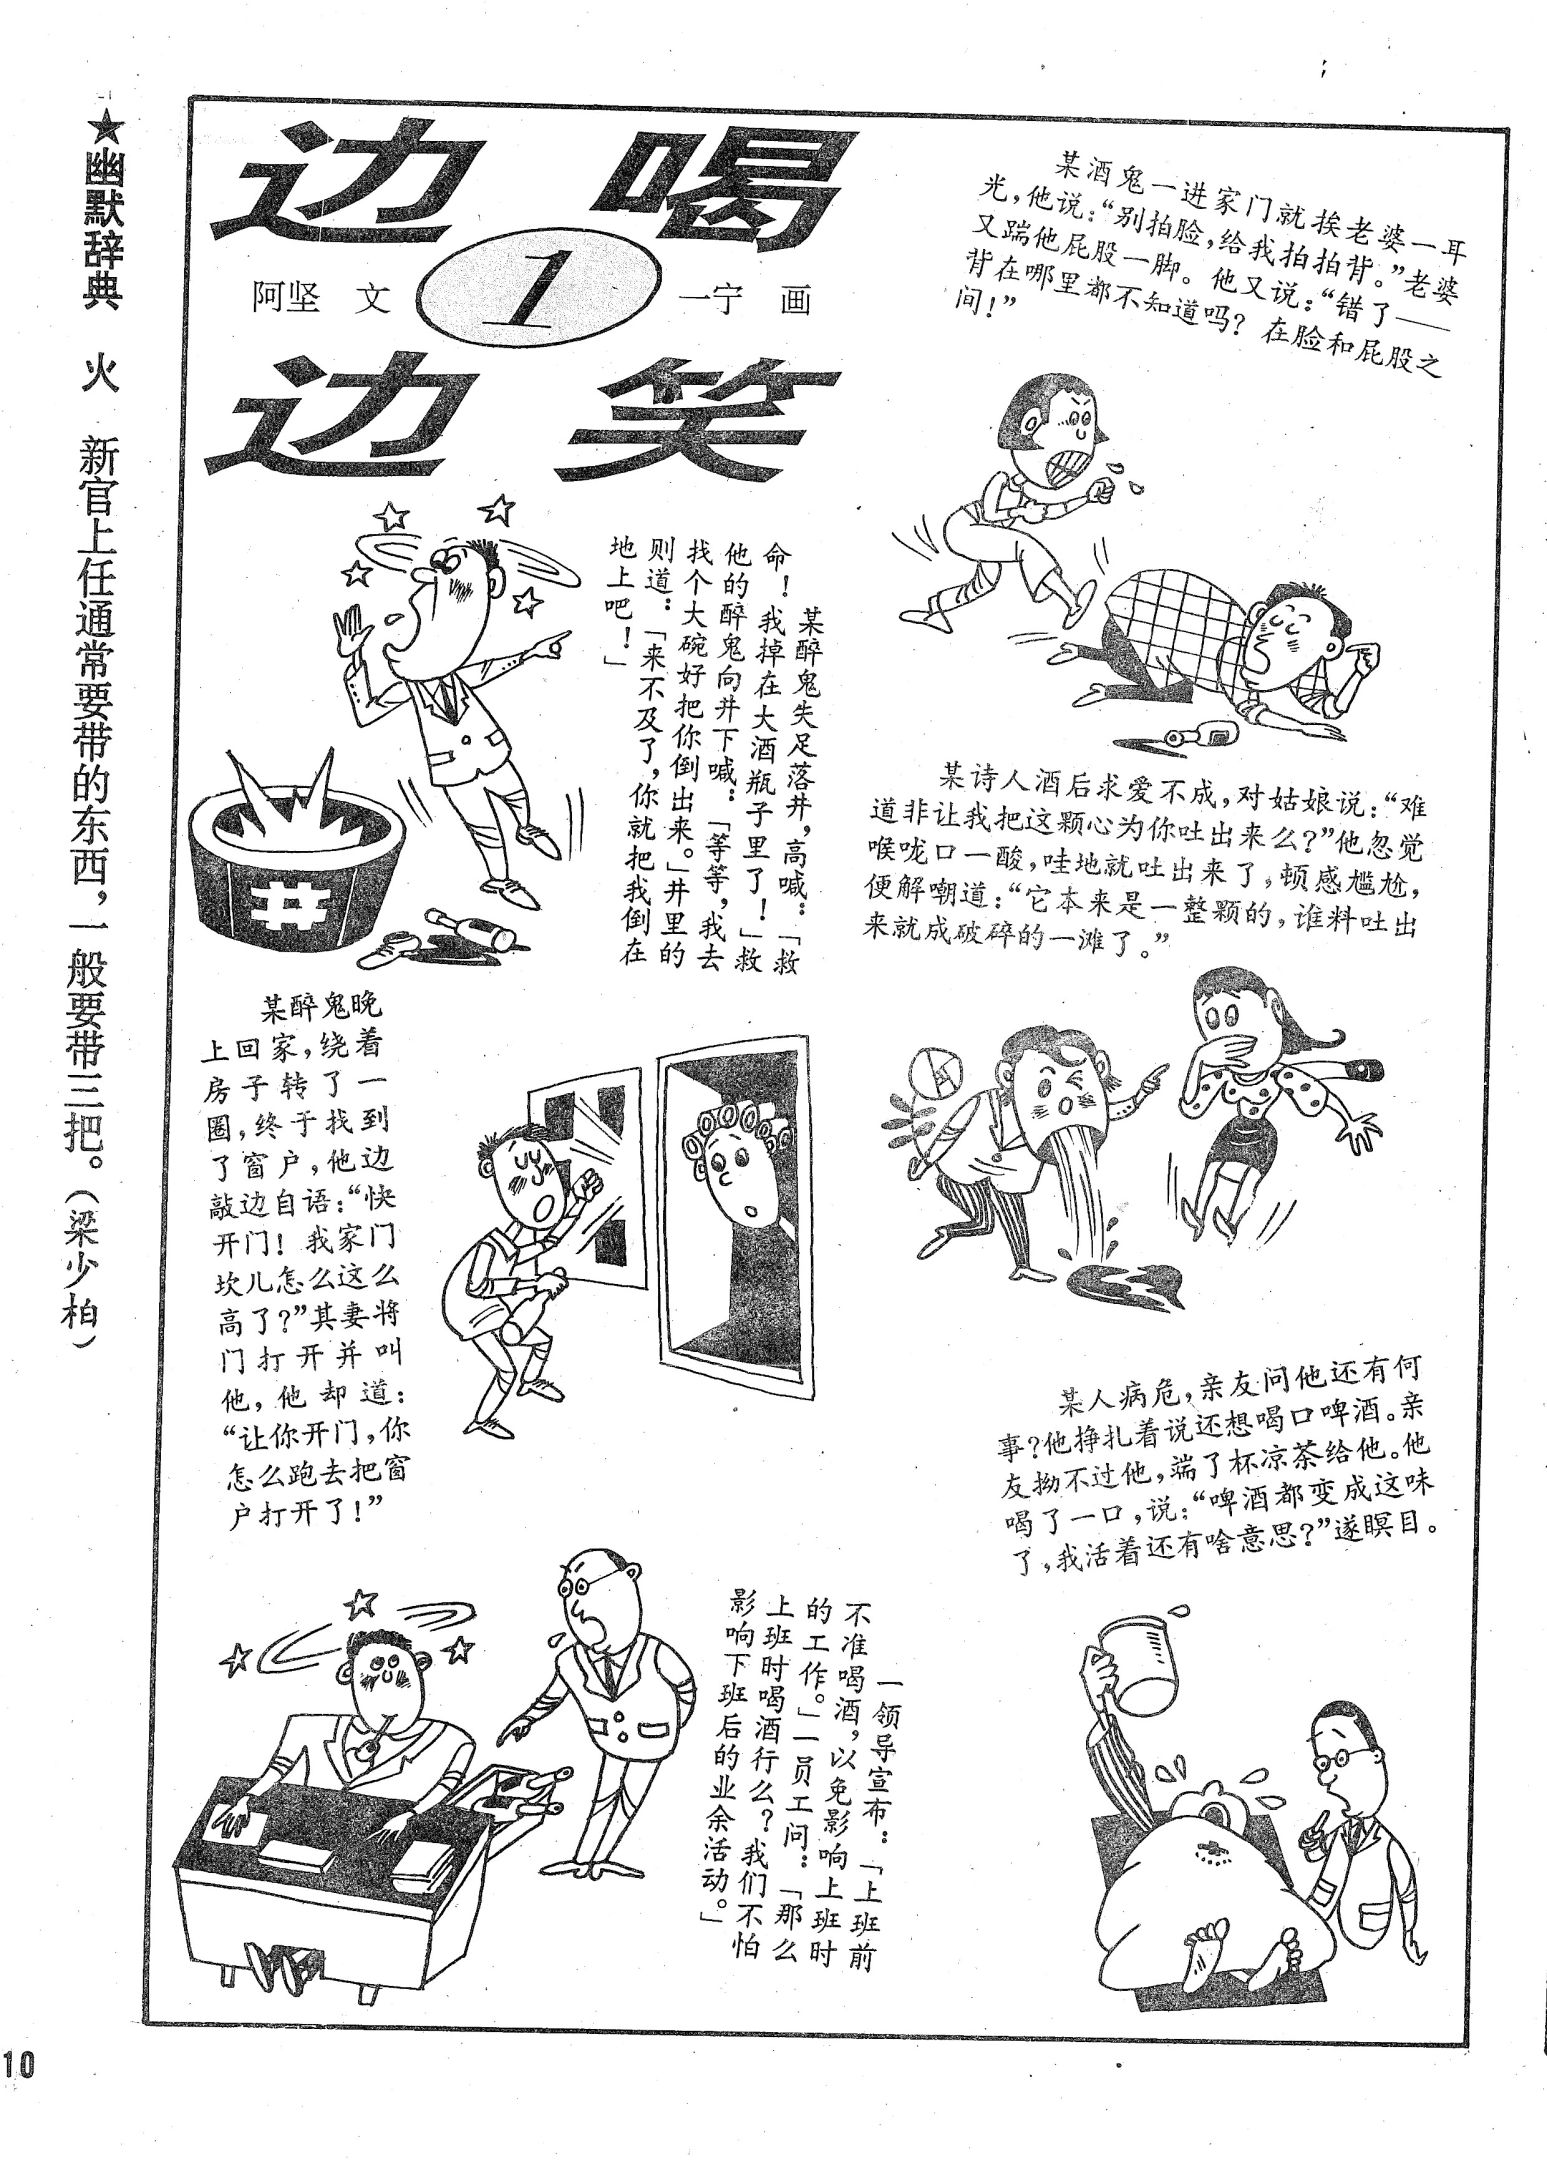 ★幽默辞典 火 新官上任通常要带的东西，一般要带三把。（梁少柏）
边喝
阿坚 文
1
一宁 画
边笑
某酒鬼一进家门就挨老婆一耳
光，他说：“别拍脸，给我拍拍背。”老婆
又踹他屁股一脚。他又说：“错了——
背在哪里都不知道吗？在脸和屁股之
间！”
某醉鬼失足落井，高喊：「救
命！我掉在大酒瓶子里了！」救
他的醉鬼向井下喊：「等等，我去
找个大碗好把你倒出来。」井里的
则道：「来不及了，你就把我倒在
地上吧！」
井
某诗人酒后求爱不成，对姑娘说：“难
道非让我把这颗心为你吐出来么？”他忽觉
喉咙口一酸，哇地就吐出来了，顿感尴尬，
便解嘲道：“它本来是一整颗的，谁料吐出
来就成破碎的一滩了。”
某醉鬼晚
上回家，绕着
房子转了一
圈，终于找到
了窗户，他边
敲边自语：“快
开门！我家门
坎儿怎么这么
高了？”其妻将
门打开并叫
他，他却道：
“让你开门，你
怎么跑去把窗
户打开了！”
某人病危，亲友问他还有何
事？他挣扎着说还想喝口啤酒。亲
友拗不过他，端了杯凉茶给他。他
喝了一口，说：“啤酒都变成这味
了，我活着还有啥意思？”遂瞑目。
一领导宣布：「上班前
不准喝酒，以免影响上班时
的工作。」一员工问：「那么
上班时喝酒行么？我们不怕
影响下班后的业余活动。」
10